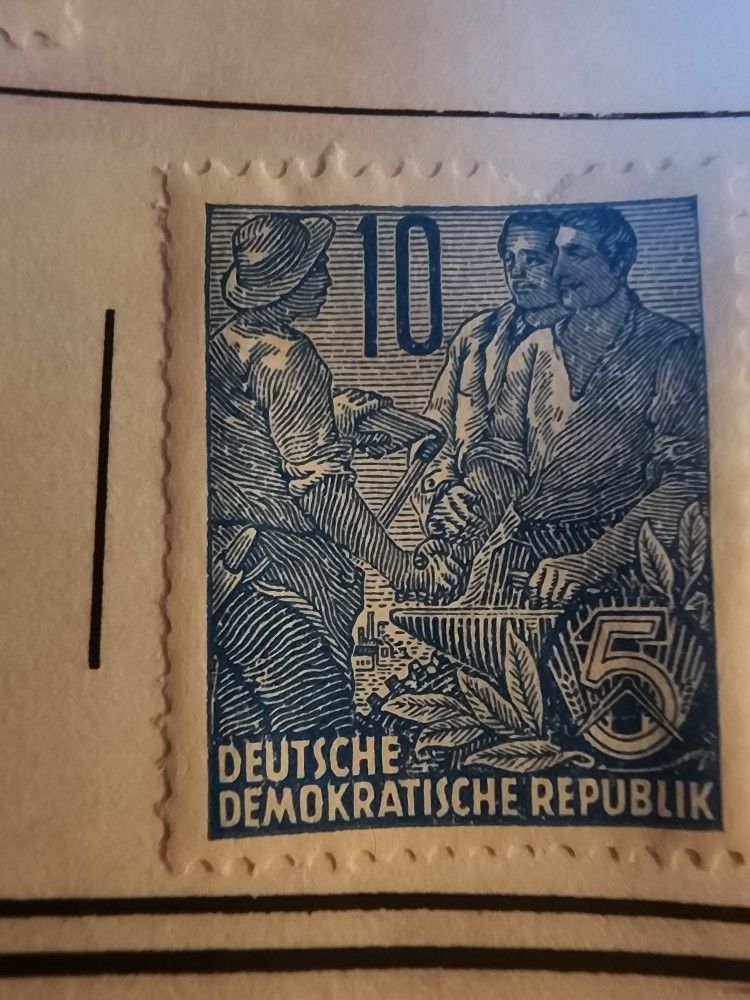 10
5
DEUTSCHE
DEMOKRATISCHE REPUBLIK